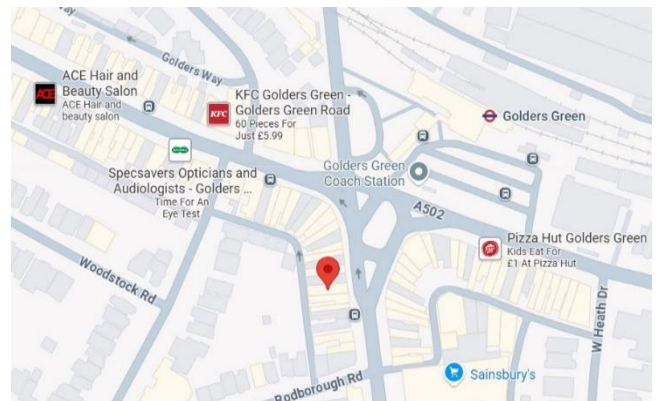 Golders Way
ACE Hair and
Beauty Salon
ACE Hair and
beauty salon
ACE
KFC
KFC Golders Green -
Golders Green Road
60 Pieces For
Just £5.99
Golders Green
Specsavers Opticians and
Audiologists - Golders ...
Time For An
Eye Test
Golders Green
Coach Station
A502
Pizza Hut Golders Green
Kids Eat For
£1 At Pizza Hut
Woodstock Rd
W Heath Dr
Rodborough Rd
Sainsbury's